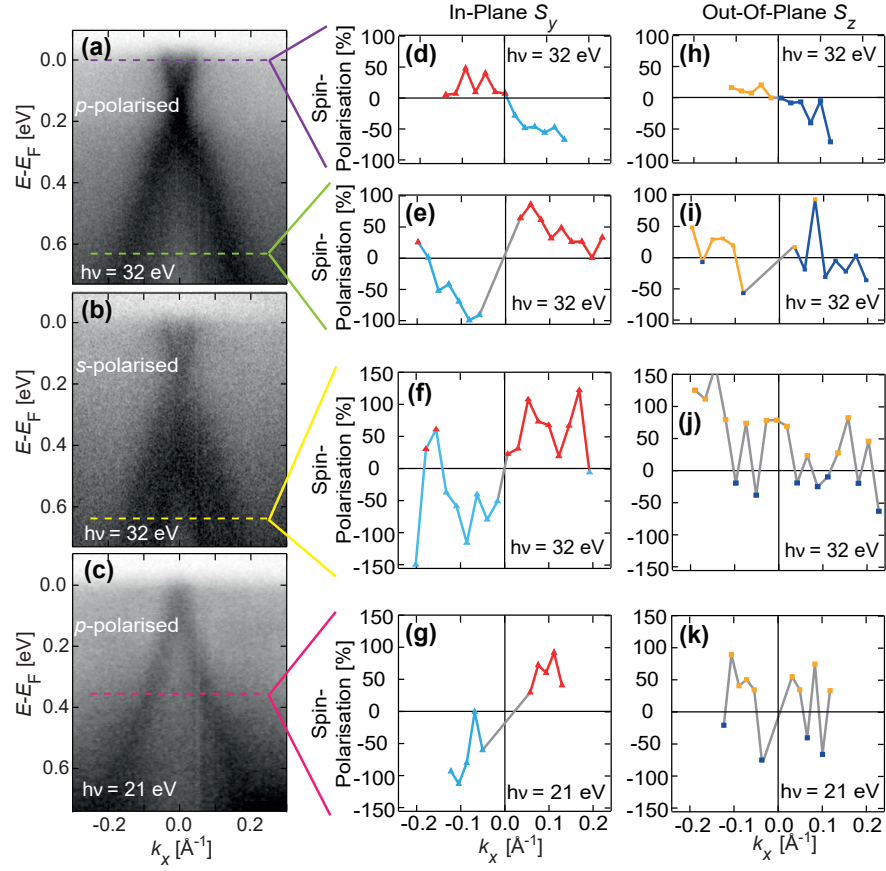 In-Plane Sy
Out-Of-Plane Sz
(a)
p-polarised
hν = 32 eV
E-EF [eV]
0.0
0.2
0.4
0.6
(b)
s-polarised
hν = 32 eV
E-EF [eV]
0.0
0.2
0.4
0.6
(c)
p-polarised
hν = 21 eV
E-EF [eV]
0.0
0.2
0.4
0.6
-0.2
0.0
0.2
kx [Å-1]
(d)
hν = 32 eV
Spin-
Polarisation [%]
100
50
0
-50
-100
(h)
hν = 32 eV
100
50
0
-50
-100
(e)
hν = 32 eV
Spin-
Polarisation [%]
100
50
0
-50
-100
(i)
hν = 32 eV
100
50
0
-50
-100
(f)
hν = 32 eV
Spin-
Polarisation [%]
150
100
50
0
-50
-100
150
(j)
hν = 32 eV
150
100
50
0
-50
-100
150
(g)
hν = 21 eV
Spin-
Polarisation [%]
150
100
50
0
-50
-100
-150
-0.2
-0.1
0.0
0.1
0.2
kx [Å-1]
(k)
hν = 21 eV
150
100
50
0
-50
-100
-150
-0.2
-0.1
0.0
0.1
0.2
kx [Å-1]